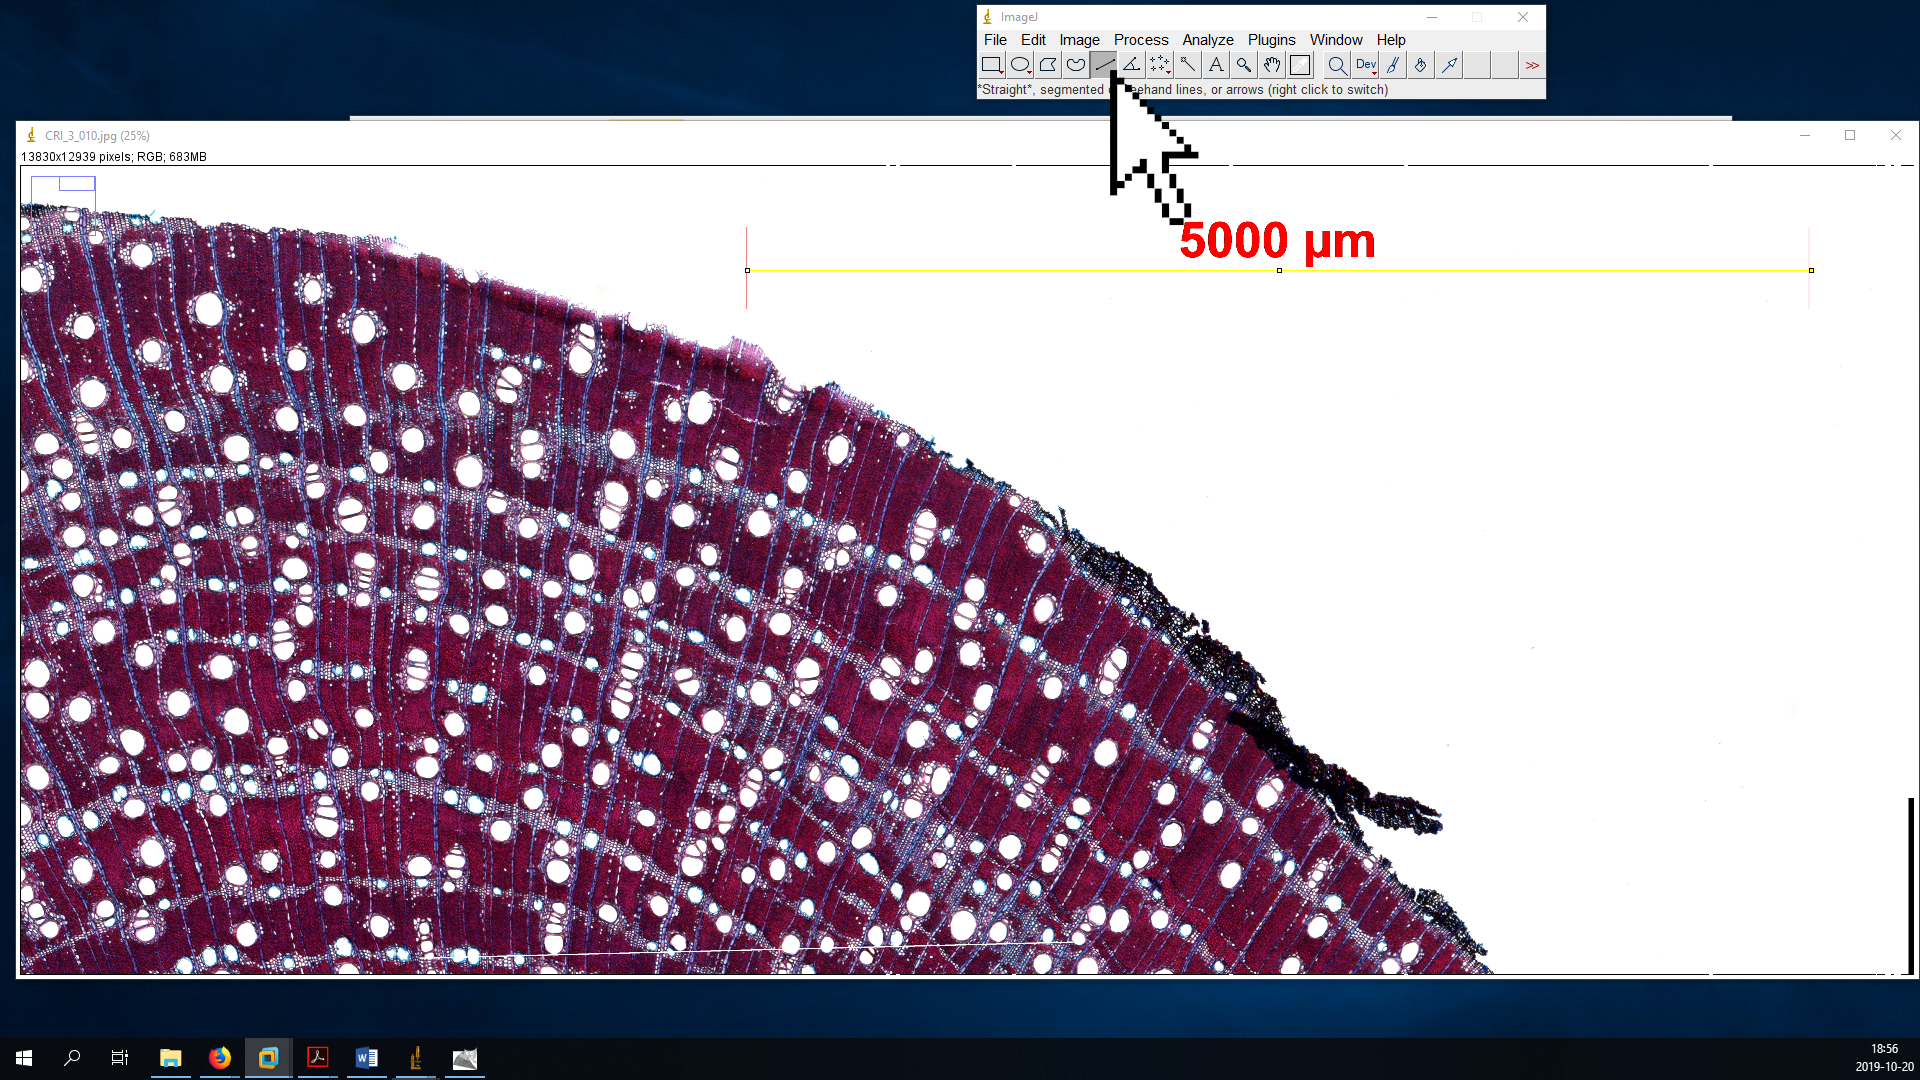 ImageJ
File Edit Image Process Analyze Plugins Window Help
A Dev >>
*Straight*, segmented eehand lines, or arrows (right click to switch)
CRI_3_010.jpg (25%)
13830x12939 pixels; RGB; 683MB
5000 µm
18:56
2019-10-20